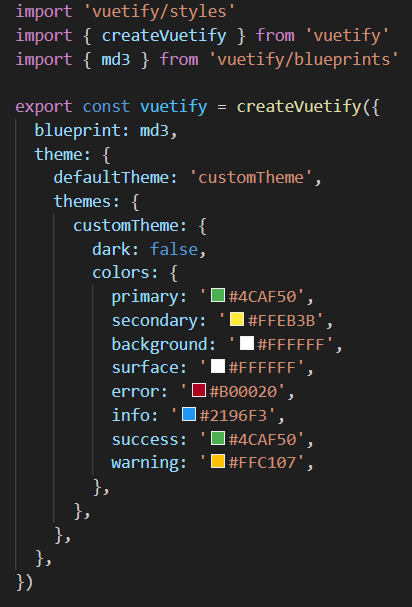 import 'vuetify/styles'
import { createVuetify } from 'vuetify'
import { md3 } from 'vuetify/blueprints'

export const vuetify = createVuetify({
  blueprint: md3,
  theme: {
    defaultTheme: 'customTheme',
    themes: {
      customTheme: {
        dark: false,
        colors: {
          primary: '#4CAF50',
          secondary: '#FFEB3B',
          background: '#FFFFFF',
          surface: '#FFFFFF',
          error: '#B00020',
          info: '#2196F3',
          success: '#4CAF50',
          warning: '#FFC107',
        },
      },
    },
  },
})